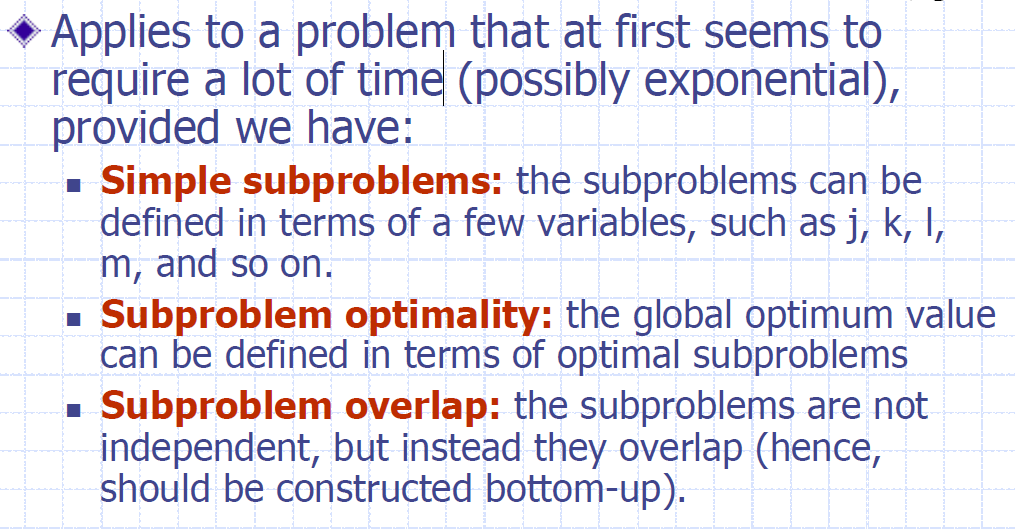 Applies to a problem that at first seems to
require a lot of time (possibly exponential),
provided we have:
Simple subproblems: the subproblems can be
defined in terms of a few variables, such as j, k, l,
m, and so on.
Subproblem optimality: the global optimum value
can be defined in terms of optimal subproblems
Subproblem overlap: the subproblems are not
independent, but instead they overlap (hence,
should be constructed bottom-up).